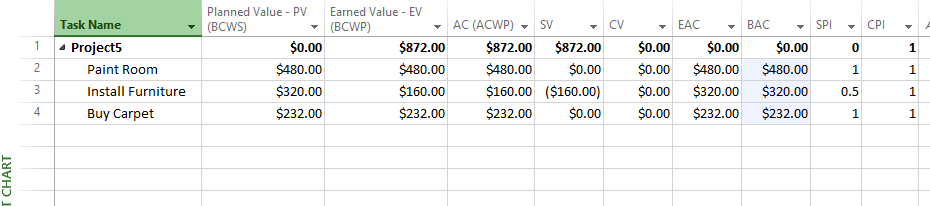 Task Name Planned Value - PV (BCWS) Earned Value - EV (BCWP) AC (ACWP) SV CV EAC BAC SPI CPI
1 Project5 $0.00 $872.00 $872.00 $872.00 $0.00 $0.00 $0.00 0 1
2 Paint Room $480.00 $480.00 $480.00 $0.00 $0.00 $480.00 $480.00 1 1
3 Install Furniture $320.00 $160.00 $160.00 ($160.00) $0.00 $320.00 $320.00 0.5 1
4 Buy Carpet $232.00 $232.00 $232.00 $0.00 $0.00 $232.00 $232.00 1 1
T CHART